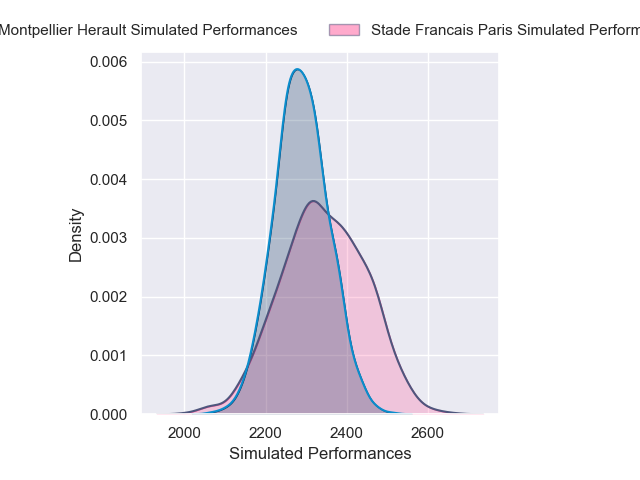 Montpellier Herault Simulated Performances
Stade Francais Paris Simulated
0.006
0.005
0.004
0.003
0.002
0.001
0.000
Density
2000 2200 2400 2600
Simulated Performances